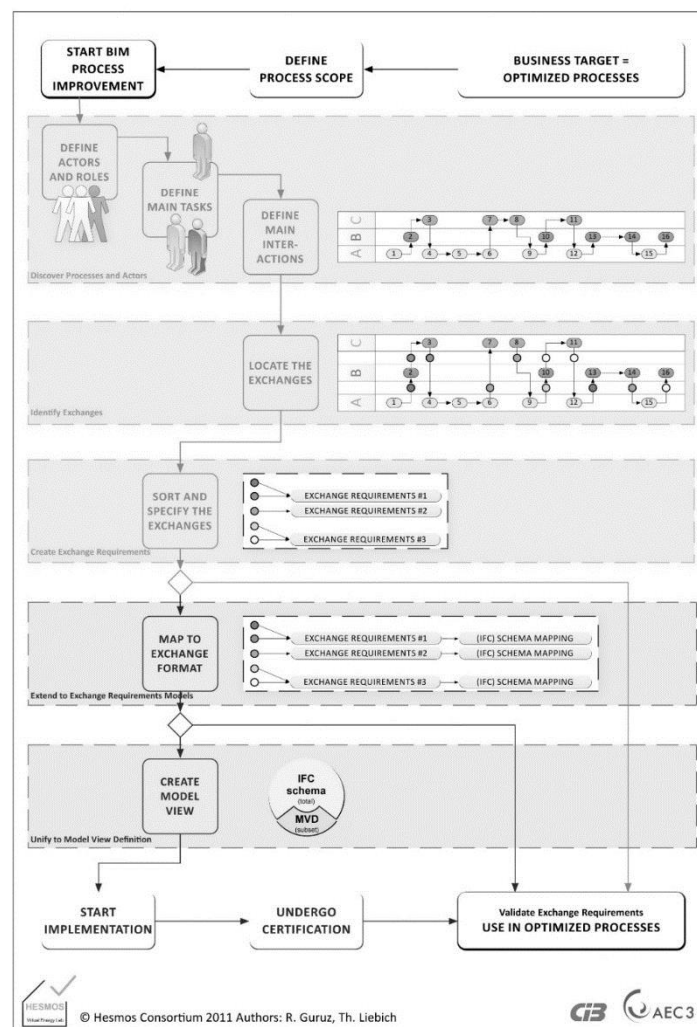 START BIM
PROCESS
IMPROVEMENT
DEFINE
PROCESS SCOPE
BUSINESS TARGET =
OPTIMIZED PROCESSES
DEFINE
ACTORS
AND ROLES
DEFINE
MAIN TASKS
DEFINE
MAIN
INTER-
ACTIONS
C
B
A
1
2
3
4
5
6
7
8
9
10
11
12
13
14
15
16
Discover Processes and Actors
LOCATE THE
EXCHANGES
C
B
A
1
2
3
4
5
6
7
8
9
10
11
12
13
14
15
16
Identify Exchanges
SORT AND
SPECIFY THE
EXCHANGES
EXCHANGE REQUIREMENTS #1
EXCHANGE REQUIREMENTS #2
EXCHANGE REQUIREMENTS #3
Create Exchange Requirements
MAP TO
EXCHANGE
FORMAT
EXCHANGE REQUIREMENTS #1 (IFC) SCHEMA MAPPING
EXCHANGE REQUIREMENTS #2 (IFC) SCHEMA MAPPING
EXCHANGE REQUIREMENTS #3 (IFC) SCHEMA MAPPING
Extend to Exchange Requirements Models
CREATE
MODEL
VIEW
IFC
schema
(total)
MVD
(subset)
Unify to Model View Definition
START
IMPLEMENTATION
UNDERGO
CERTIFICATION
Validate Exchange Requirements
USE IN OPTIMIZED PROCESSES
HESMOS
Virtual Energy Lab
© Hesmos Consortium 2011 Authors: R. Guruz, Th. Liebich
CiB
AEC3